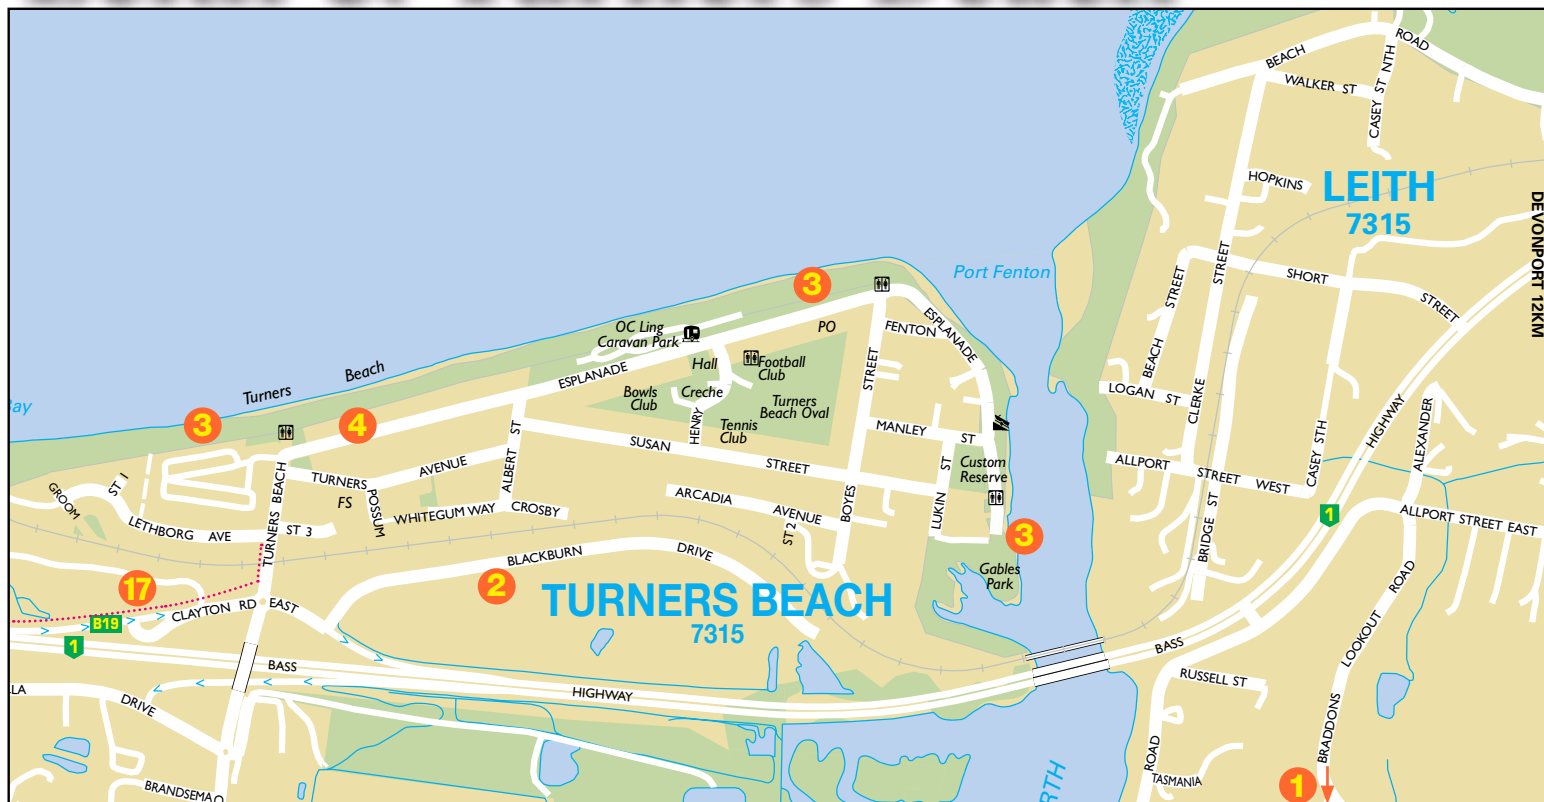 BEACH
ROAD
WALKER ST
CASEY ST NTH
HOPKINS
LEITH
7315
DEVONPORT 12KM
Port Fenton
STREET
SHORT
STREET
BEACH STREET
3
ESPLANADE
FENTON
PO
OC Ling
Caravan Park
Hall
Football
Club
ESPLANADE
Creche
Bowls
Club
Turners
Beach Oval
Tennis
Club
HENRY
STREET
Turners
Beach
Bay
3
4
LOGAN ST
CLERKE
CASEY STH
HIGHWAY
ALEXANDER
MANLEY
ST
SUSAN
STREET
ALBERT ST
AVENUE
TURNERS
POSSUM
FS
TURNERS BEACH
GROOM
ST 1
LETHBORG AVE
ST 3
WHITEGUM WAY
CROSBY
ARCADIA
AVENUE
ST 2
BOYES
LUKIN
ST
Custom
Reserve
ALLPORT
STREET
WEST
BRIDGE ST
1
ALLPORT STREET EAST
3
Gables
Park
BLACKBURN
DRIVE
2
TURNERS BEACH
7315
17
CLAYTON RD
EAST
B19
1
BASS
HIGHWAY
BASS
LOOKOUT
ROAD
RUSSELL ST
BRADDONS
ROAD
TASMANIA
1
LA
DRIVE
BRANDSEMA
RTH